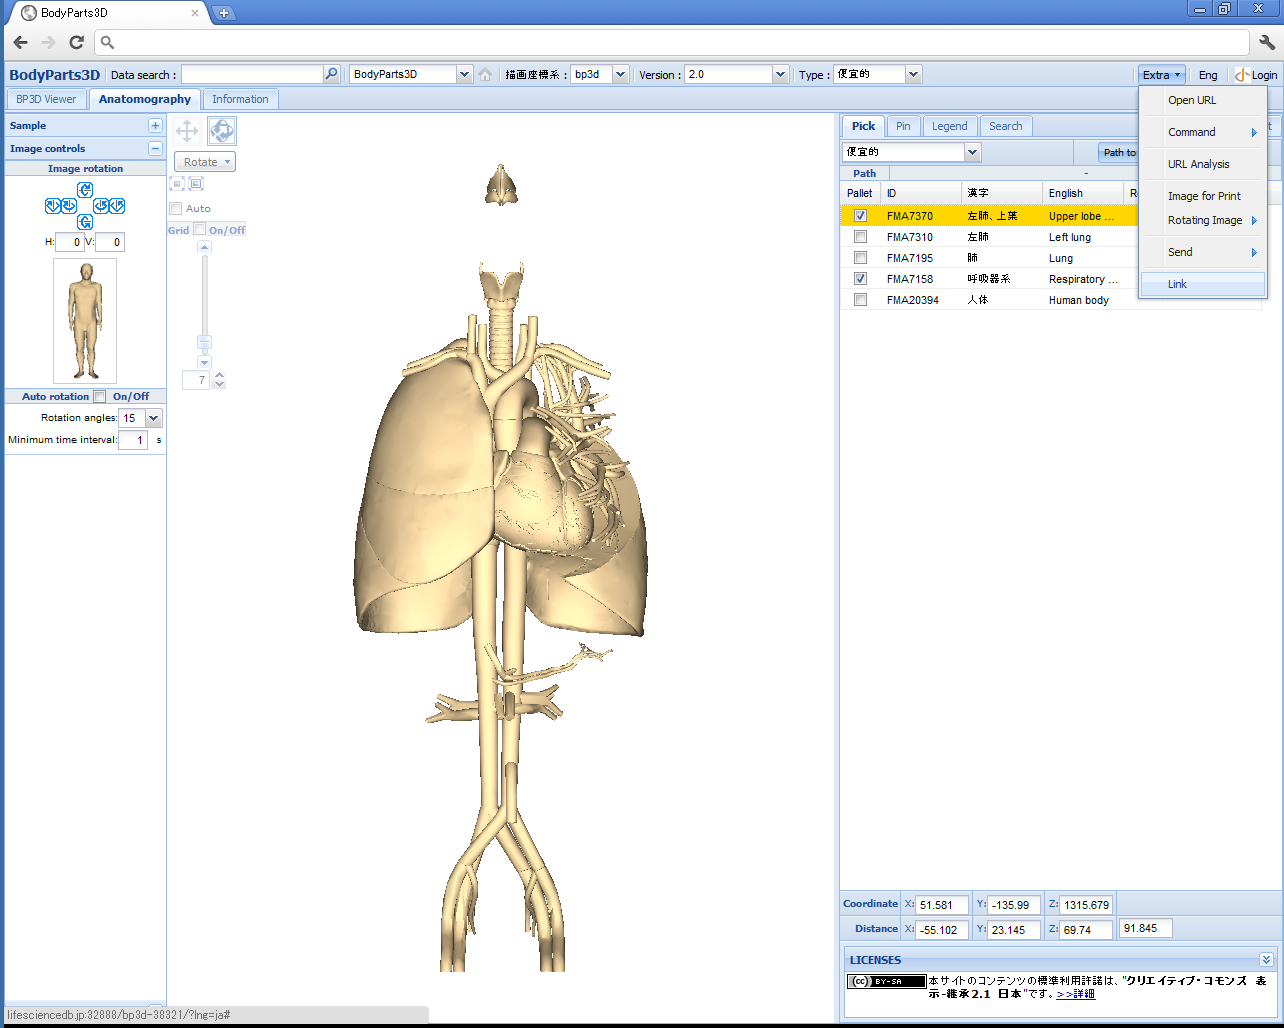 BodyParts3D
BodyParts3D Data search : BodyParts3D 描画座標系 : bp3d Version : 2.0 Type : 便宜的 Extra Eng Login
BP3D Viewer Anatomography Information
Open URL
Command
URL Analysis
Image for Print
Rotating Image
Send
Link
Sample
Image controls
Image rotation
H: 0 V: 0
Auto rotation On/Off
Rotation angles: 15
Minimum time interval: 1 s
Rotate
Auto
Grid On/Off
7
Pick Pin Legend Search
便宜的 Path to
Path -
Pallet ID 漢字 English
FMA7370 左肺、上葉 Upper lobe ...
FMA7310 左肺 Left lung
FMA7195 肺 Lung
FMA7158 呼吸器系 Respiratory ...
FMA20394 人体 Human body
Coordinate X: 51.581 Y: -135.99 Z: 1315.679
Distance X: -55.102 Y: 23.145 Z: 69.74 91.845
LICENSES
(cc) BY-SA 本サイトのコンテンツの標準利用許諾は、"クリエイティブ・コモンズ 表
示-継承2.1 日本"です。 >>詳細
lifesciencedb.jp:32888/bp3d-38321/?lng=ja#